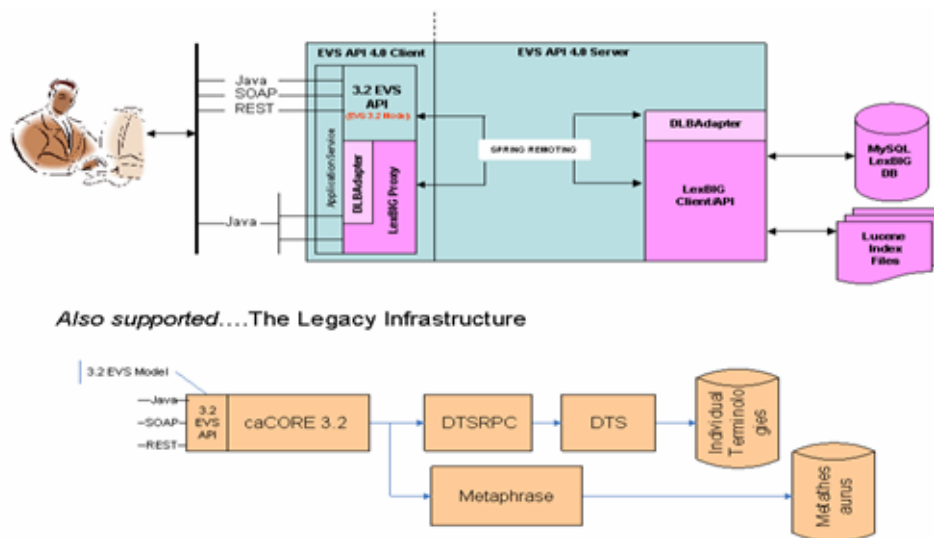 EVS API 4.0 Client
EVS API 4.0 Server
Java
SOAP
REST
3.2 EVS
API
(EVS 3.2 Model)
ApplicationService
DLBAdapter
LexBIG Proxy
SPRING REMOTING
DLBAdapter
LexBIG
Client/API
MySQL
LexBIG
DB
Lucene
Index
Files
Java
Also supported....The Legacy Infrastructure
3.2 EVS Model
Java
SOAP
REST
3.2
EVS
API
caCORE 3.2
DTSRPC
DTS
Individual
Terminolo
gies
Metaphrase
Metathes
aurus